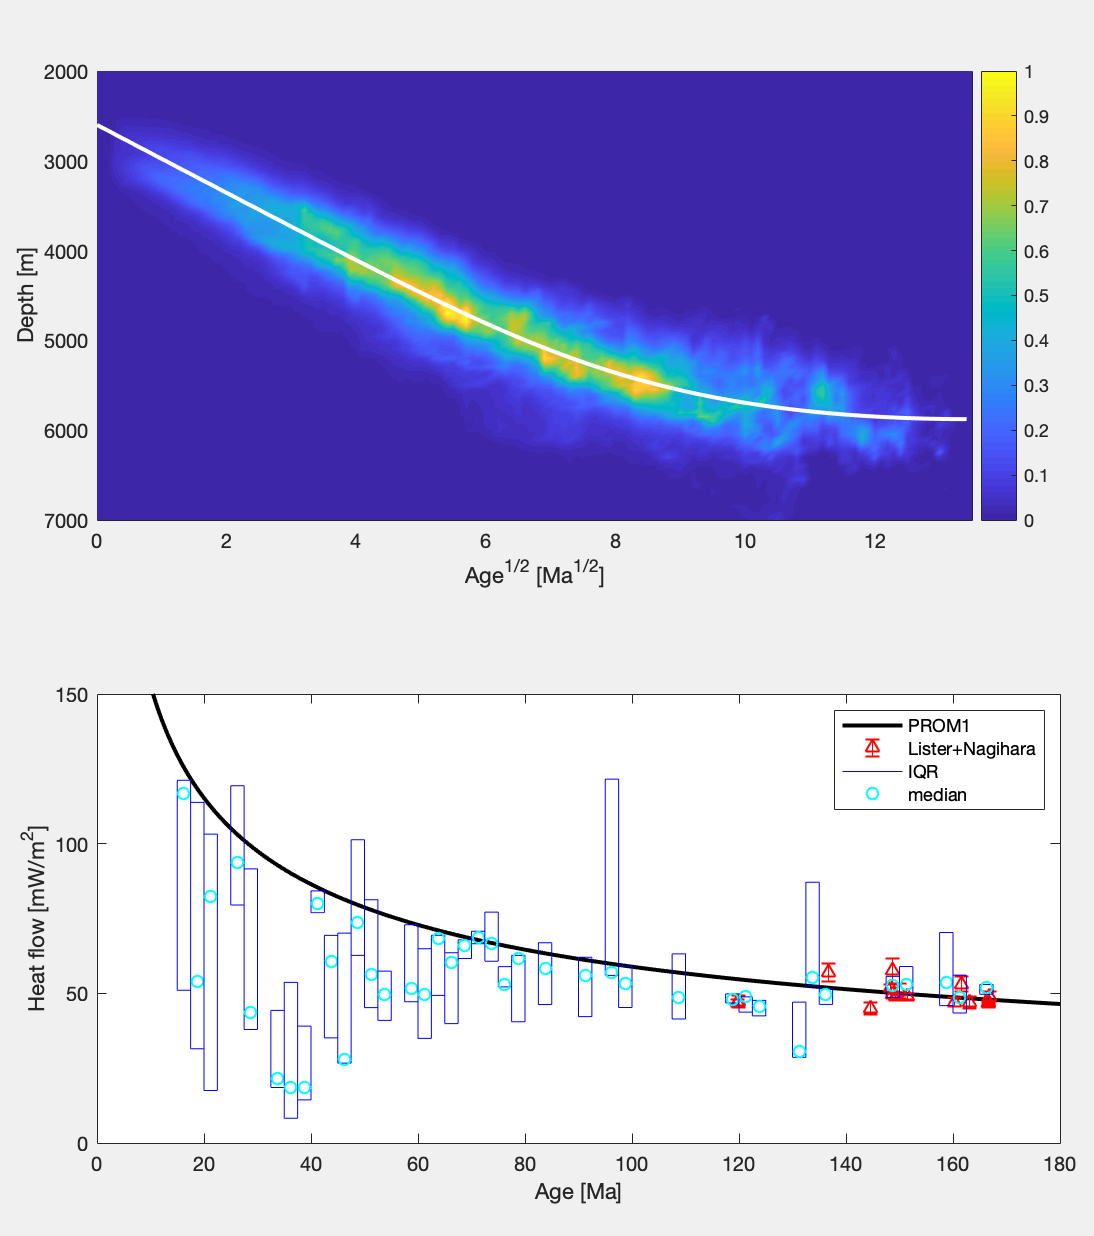 2000
3000
4000
5000
6000
7000
Depth [m]
0 2 4 6 8 10 12
Age^1/2 [Ma^1/2]
1
0.9
0.8
0.7
0.6
0.5
0.4
0.3
0.2
0.1
0
150
100
50
0
Heat flow [mW/m^2]
PROM1
Lister+Nagihara
IQR
median
0 20 40 60 80 100 120 140 160 180
Age [Ma]